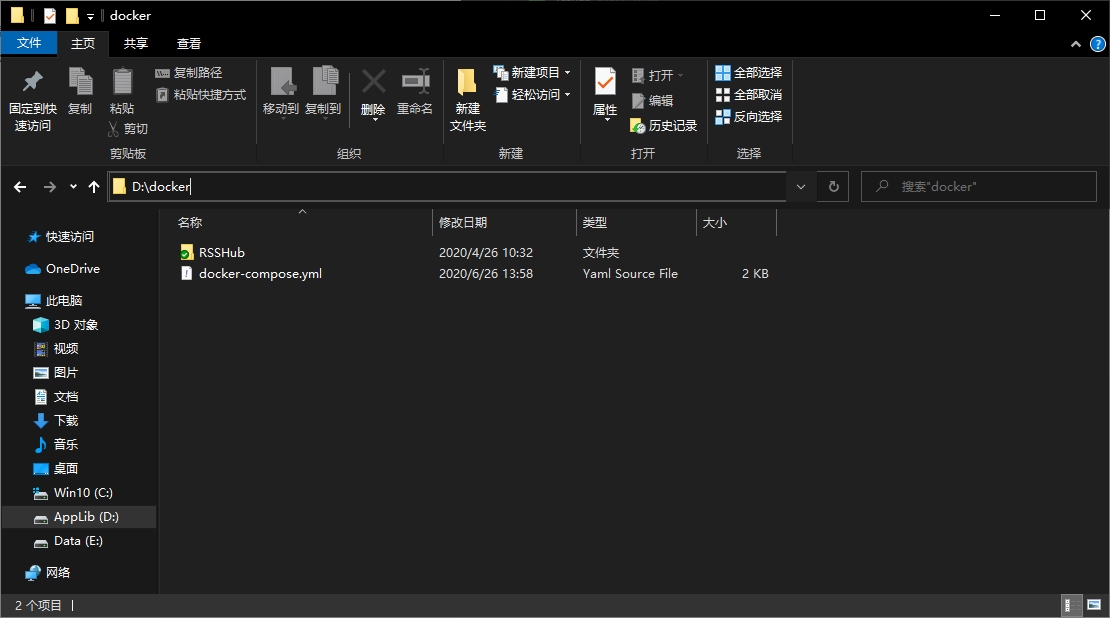 docker
文件 主页 共享 查看
固定到快速访问
复制
粘贴
复制路径
粘贴快捷方式
剪切
剪贴板
移动到
复制到
删除
重命名
组织
新建文件夹
新建项目
轻松访问
新建
属性
打开
编辑
历史记录
打开
全部选择
全部取消
反向选择
选择
D:\docker
搜索"docker"
名称 修改日期 类型 大小
RSSHub 2020/4/26 10:32 文件夹
docker-compose.yml 2020/6/26 13:58 Yaml Source File 2 KB
快速访问
OneDrive
此电脑
3D 对象
视频
图片
文档
下载
音乐
桌面
Win10 (C:)
AppLib (D:)
Data (E:)
网络
2 个项目